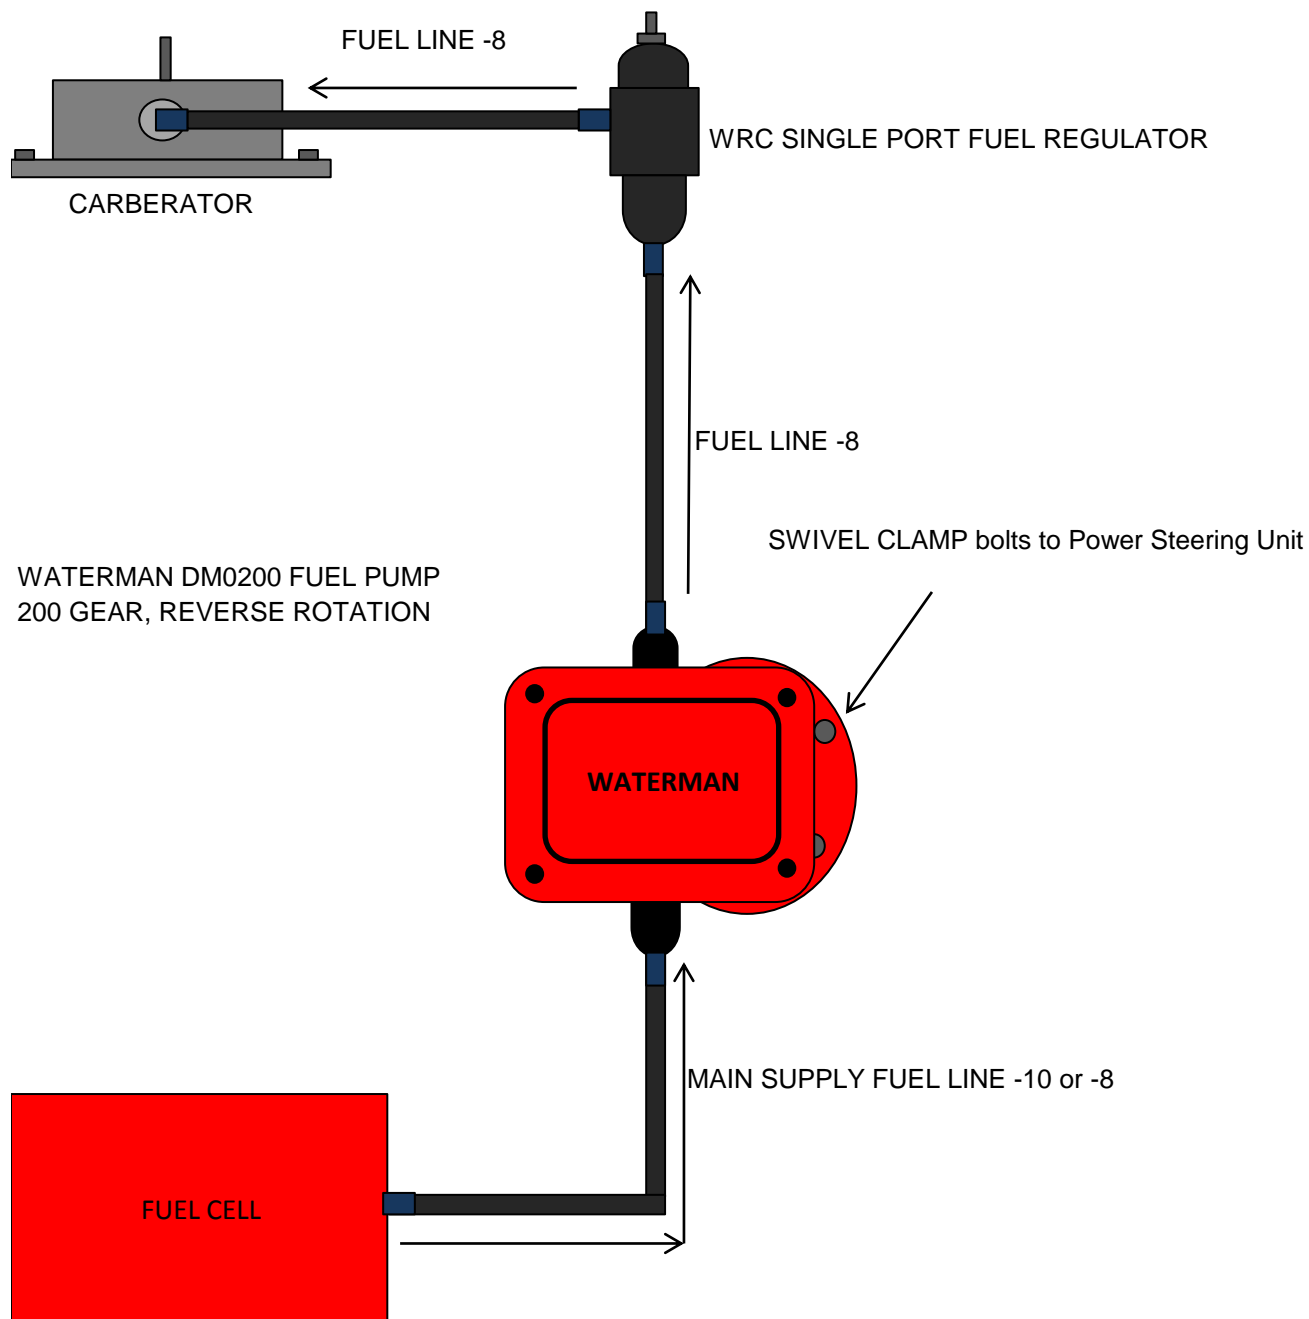 FUEL LINE -8
WRC SINGLE PORT FUEL REGULATOR
CARBERATOR
FUEL LINE -8
SWIVEL CLAMP bolts to Power Steering Unit
WATERMAN DM0200 FUEL PUMP
200 GEAR, REVERSE ROTATION
WATERMAN
MAIN SUPPLY FUEL LINE -10 or -8
FUEL CELL